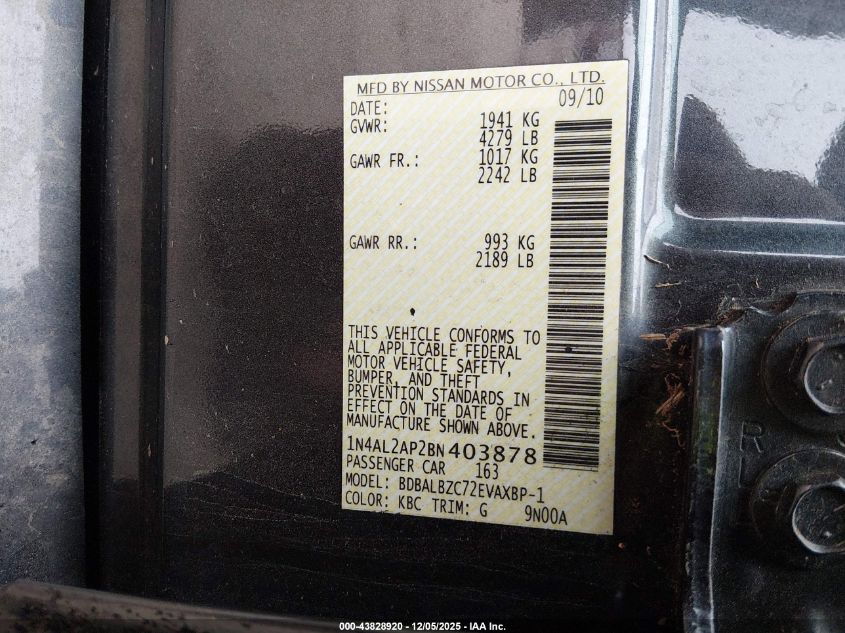 MFD BY NISSAN MOTOR CO., LTD.
DATE: 09/10
GVWR: 1941 KG
4279 LB
GAWR FR.: 1017 KG
2242 LB
GAWR RR.: 993 KG
2189 LB
THIS VEHICLE CONFORMS TO
ALL APPLICABLE FEDERAL
MOTOR VEHICLE SAFETY,
BUMPER, AND THEFT
PREVENTION STANDARDS IN
EFFECT ON THE DATE OF
MANUFACTURE SHOWN ABOVE.
1N4AL2AP2BN403878
PASSENGER CAR 163
MODEL: BDBALBZC72EVAXBP-1
COLOR: KBC TRIM: G 9N00A
R
000-43828920 - 12/05/2025 - IAA Inc.